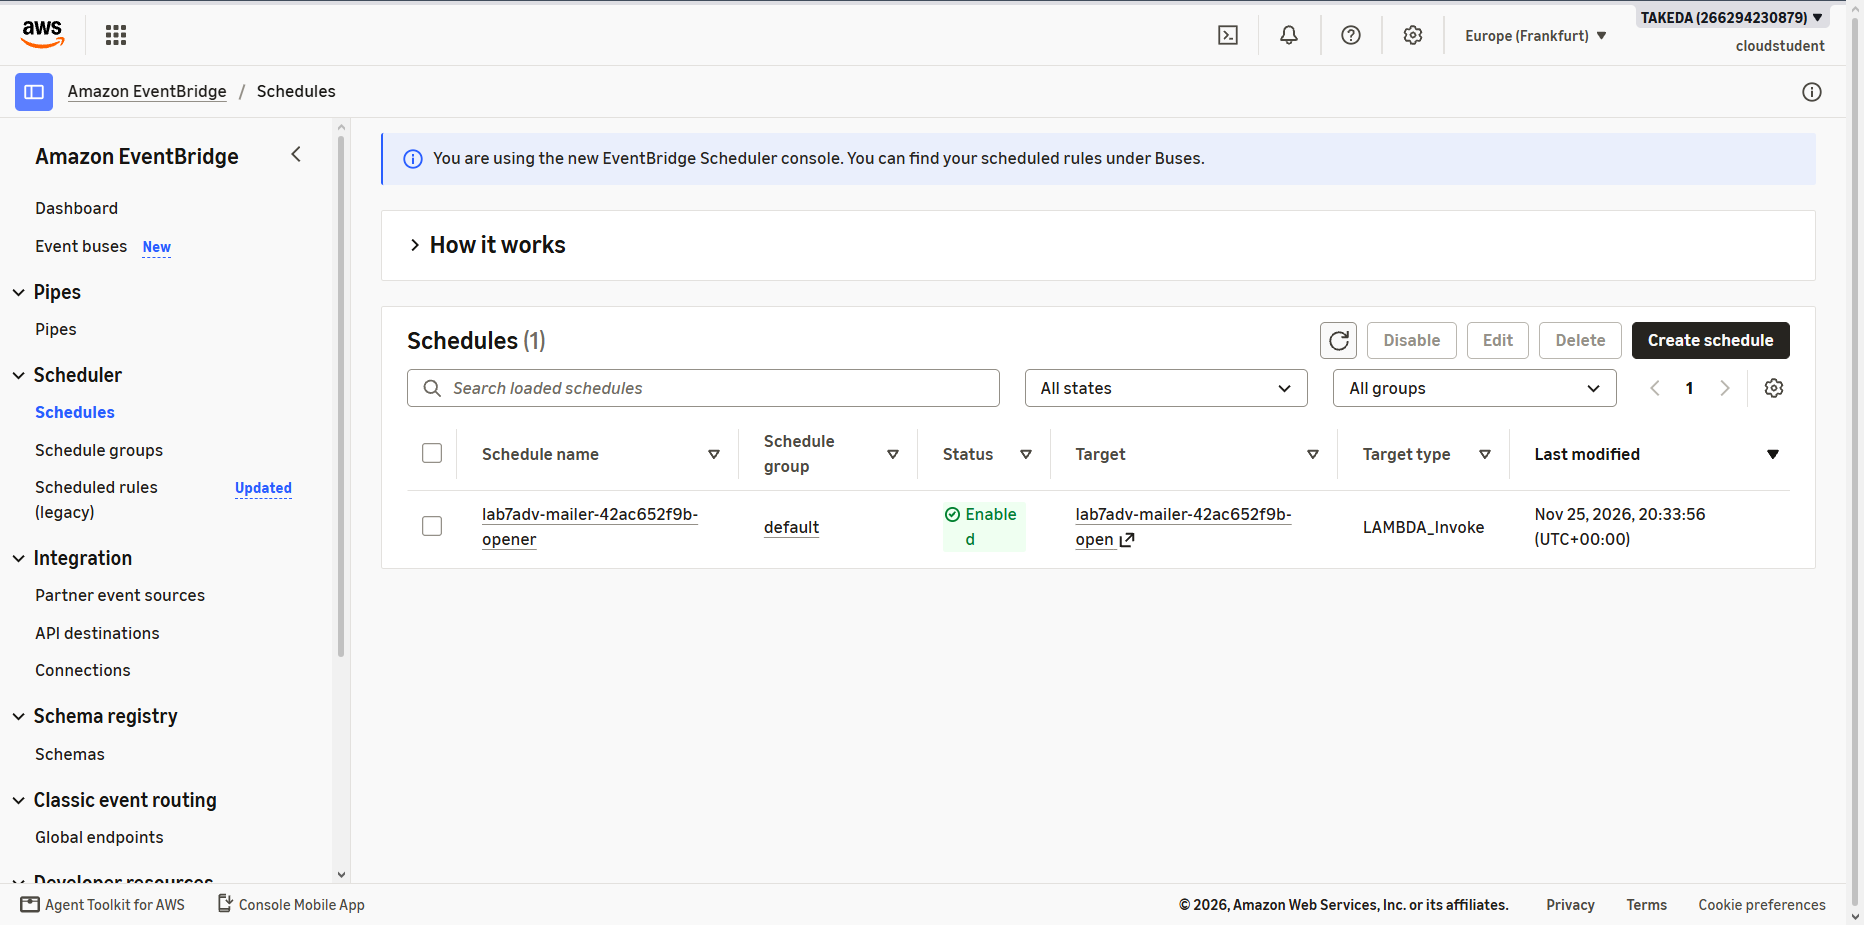 aws
Europe (Frankfurt)
TAKEDA (266294230879)
cloudstudent
Amazon EventBridge / Schedules
Amazon EventBridge
Dashboard
Event buses New
Pipes
Pipes
Scheduler
Schedules
Schedule groups
Scheduled rules Updated
(legacy)
Integration
Partner event sources
API destinations
Connections
Schema registry
Schemas
Classic event routing
Global endpoints
Developer resources
You are using the new EventBridge Scheduler console. You can find your scheduled rules under Buses.
How it works
Schedules (1)
Disable
Edit
Delete
Create schedule
Search loaded schedules
All states
All groups
1
Schedule name
Schedule
group
Status
Target
Target type
Last modified
lab7adv-mailer-42ac652f9b-
opener
default
Enable
d
lab7adv-mailer-42ac652f9b-
open
LAMBDA_Invoke
Nov 25, 2026, 20:33:56
(UTC+00:00)
Agent Toolkit for AWS
Console Mobile App
© 2026, Amazon Web Services, Inc. or its affiliates.
Privacy
Terms
Cookie preferences